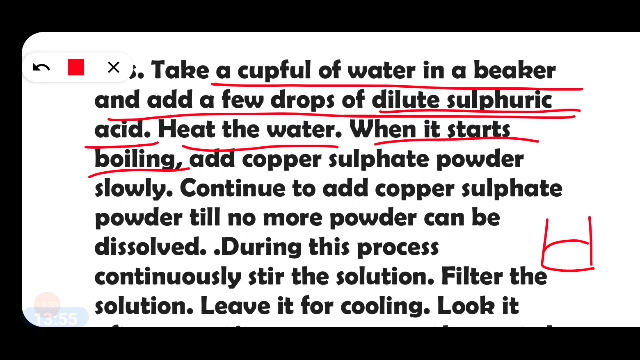 s. Take a cupful of water in a beaker
and add a few drops of dilute sulphuric
acid. Heat the water. When it starts
boiling, add copper sulphate powder
slowly. Continue to add copper sulphate
powder till no more powder can be
dissolved. .During this process
continuously stir the solution. Filter the
solution. Leave it for cooling. Look it
13:55